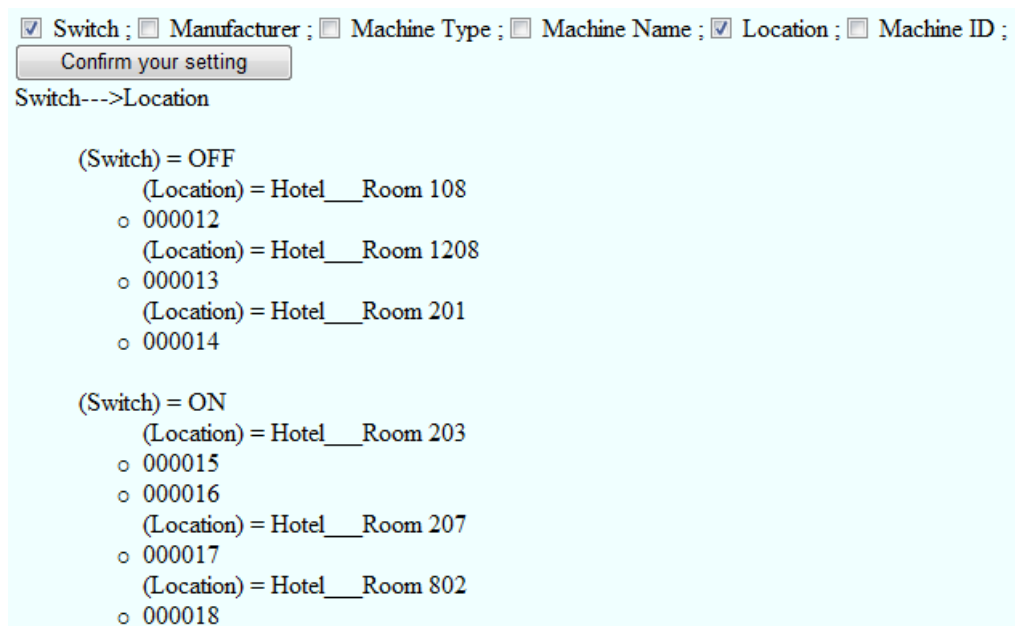 Switch ; Manufacturer ; Machine Type ; Machine Name ; Location ; Machine ID ;
Confirm your setting
Switch--->Location
(Switch) = OFF
(Location) = Hotel___Room 108
000012
(Location) = Hotel___Room 1208
000013
(Location) = Hotel___Room 201
000014
(Switch) = ON
(Location) = Hotel___Room 203
000015
000016
(Location) = Hotel___Room 207
000017
(Location) = Hotel___Room 802
000018